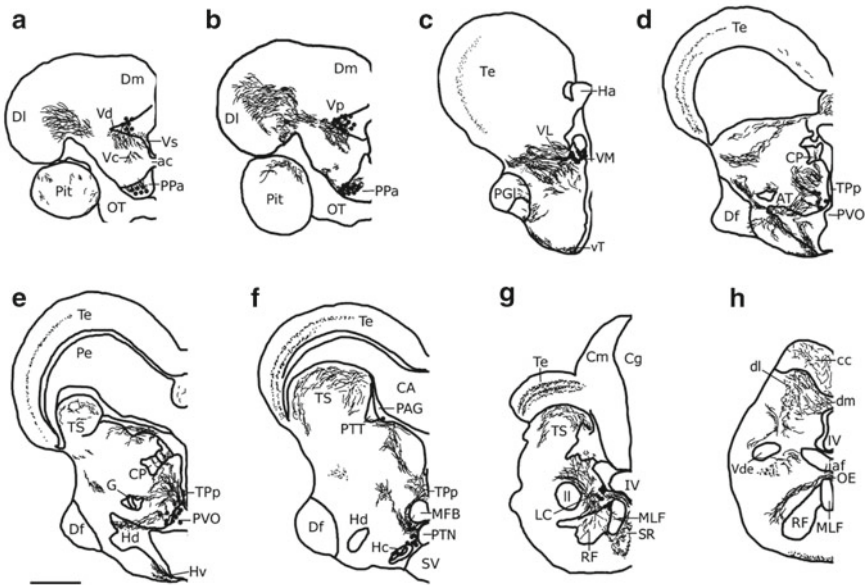 a
Dm
Dl
Vd
Vs
Vc
ac
PPa
Pit
OT
b
Dm
Dl
Vp
PPa
Pit
OT
c
Te
Ha
VL
VM
PGl
vT
d
Te
CP
TPp
AT
Df
PVO
e
Te
Pe
TS
CP
G
TPp
PVO
Df
Hd
Hv
f
Te
TS
CA
PAG
PTT
TPp
MFB
Df
Hd
PTN
Hc
SV
g
Cm
Cg
Te
TS
IV
II
LC
MLF
SR
RF
h
cc
dl
dm
IV
Vde
iaf
OE
RF
MLF